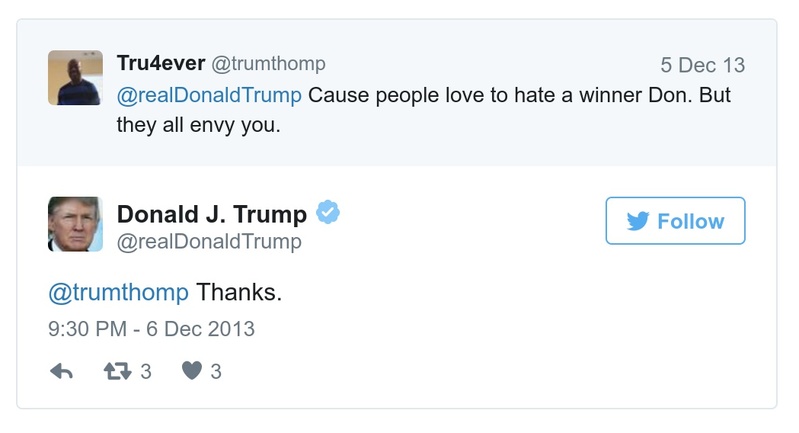 Tru4ever @trumthomp 5 Dec 13
@realDonaldTrump Cause people love to hate a winner Don. But
they all envy you.
Donald J. Trump
@realDonaldTrump
Follow
@trumthomp Thanks.
9:30 PM - 6 Dec 2013
3 3